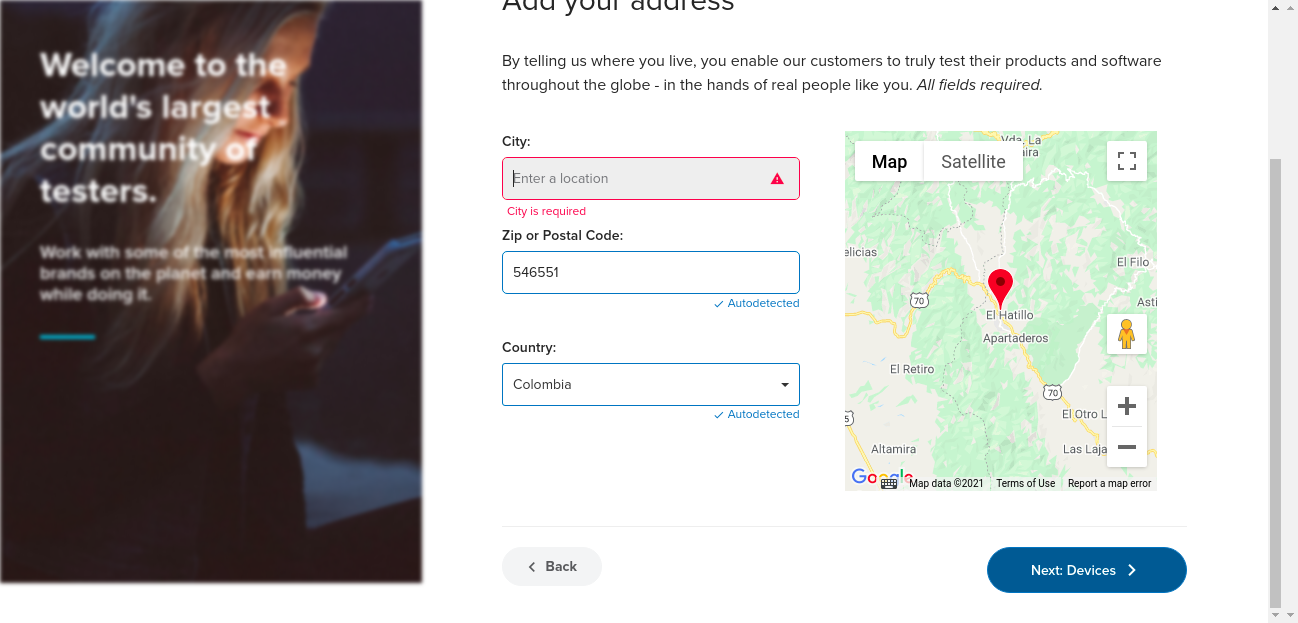 Add your address
Welcome to the
world's largest
community of
testers.
Work with some of the most influential
brands on the planet and earn money
while doing it.
By telling us where you live, you enable our customers to truly test their products and software
throughout the globe - in the hands of real people like you. All fields required.
City:
Enter a location
City is required
Zip or Postal Code:
546551
Autodetected
Country:
Colombia
Autodetected
Map
Satellite
Vda. La
aira
elicias
El Filo
70
Asti
El Hatillo
Apartaderos
El Retiro
70
5
El Otro L
Altamira
Las Laja
Google
Map data ©2021
Terms of Use
Report a map error
Back
Next: Devices